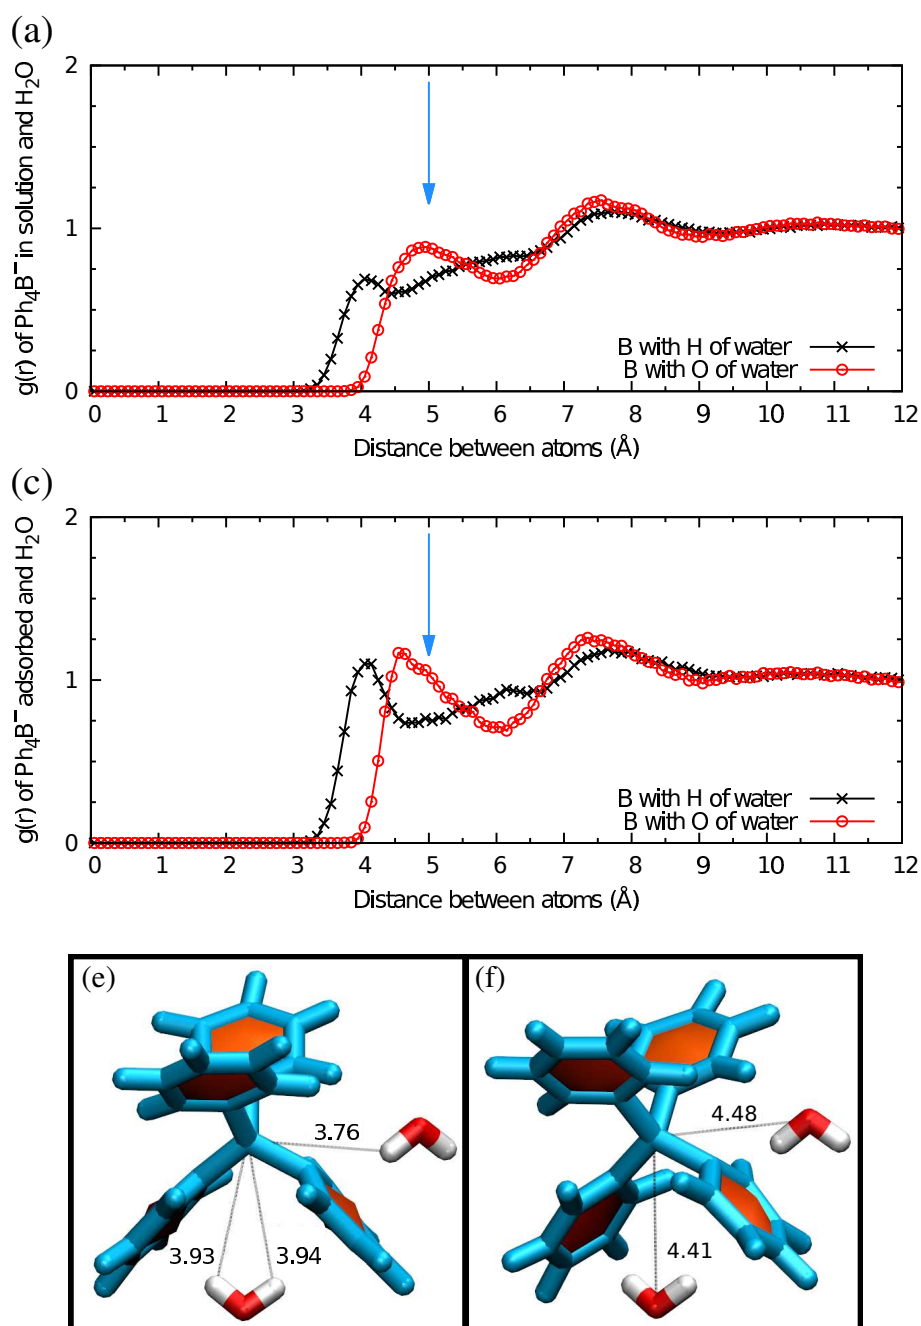 (a)
g(r) of Ph₄B⁻ in solution and H₂O
2
1
0
B with H of water
B with O of water
0 1 2 3 4 5 6 7 8 9 10 11 12
Distance between atoms (Å)
(c)
g(r) of Ph₄B⁻ adsorbed and H₂O
2
1
0
B with H of water
B with O of water
0 1 2 3 4 5 6 7 8 9 10 11 12
Distance between atoms (Å)
(e)
3.76
3.93 3.94
(f)
4.48
4.41